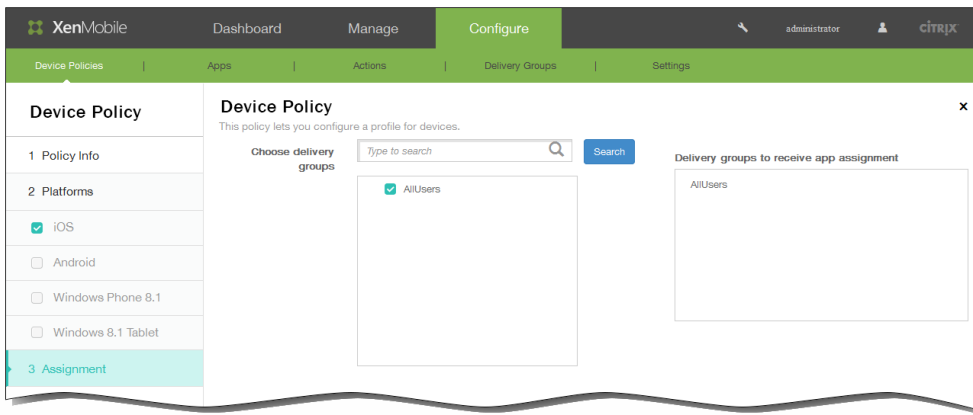 XenMobile Dashboard Manage Configure administrator CİTRIX
Device Policies | Apps | Actions | Delivery Groups | Settings
Device Policy
1 Policy Info
2 Platforms
iOS
Android
Windows Phone 8.1
Windows 8.1 Tablet
3 Assignment
Device Policy
x
This policy lets you configure a profile for devices.
Choose delivery
groups
Type to search
Search
AllUsers
Delivery groups to receive app assignment
AllUsers